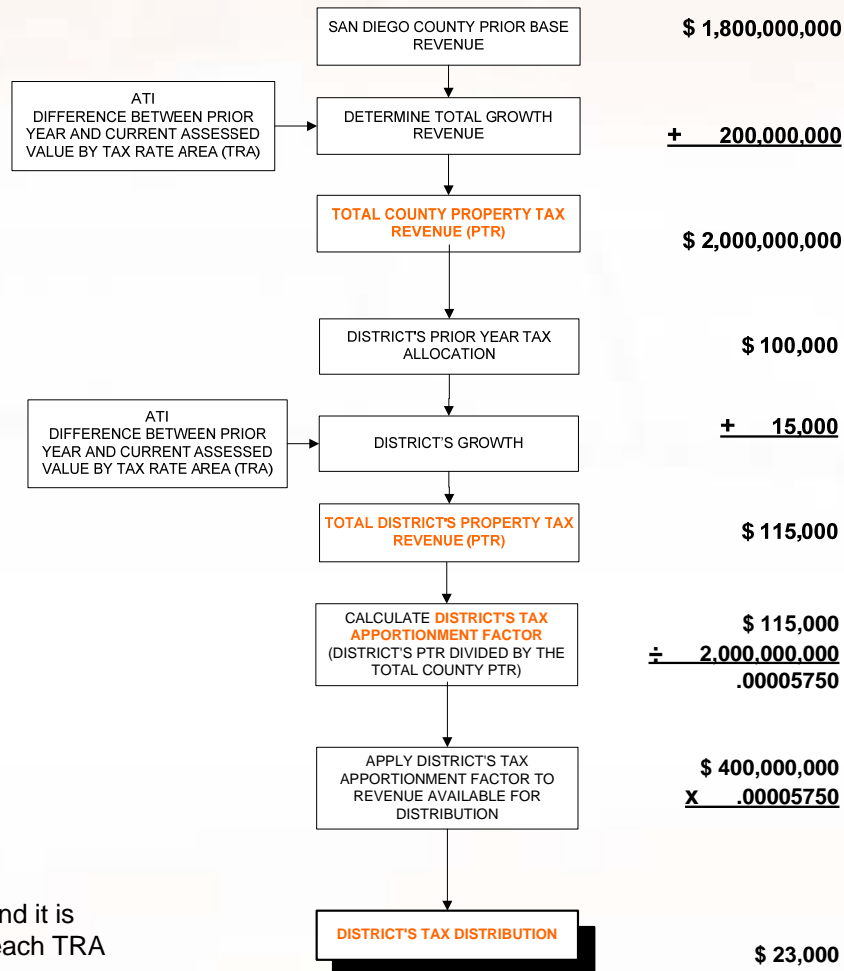 SAN DIEGO COUNTY PRIOR BASE
REVENUE
$ 1,800,000,000
ATI
DIFFERENCE BETWEEN PRIOR
YEAR AND CURRENT ASSESSED
VALUE BY TAX RATE AREA (TRA)
DETERMINE TOTAL GROWTH
REVENUE
+ 200,000,000
TOTAL COUNTY PROPERTY TAX
REVENUE (PTR)
$ 2,000,000,000
DISTRICT'S PRIOR YEAR TAX
ALLOCATION
$ 100,000
ATI
DIFFERENCE BETWEEN PRIOR
YEAR AND CURRENT ASSESSED
VALUE BY TAX RATE AREA (TRA)
DISTRICT'S GROWTH
+ 15,000
TOTAL DISTRICT'S PROPERTY TAX
REVENUE (PTR)
$ 115,000
CALCULATE DISTRICT'S TAX
APPORTIONMENT FACTOR
(DISTRICT'S PTR DIVIDED BY THE
TOTAL COUNTY PTR)
$ 115,000
÷ 2,000,000,000
.00005750
APPLY DISTRICT'S TAX
APPORTIONMENT FACTOR TO
REVENUE AVAILABLE FOR
DISTRIBUTION
$ 400,000,000
x .00005750
nd it is
each TRA
DISTRICT'S TAX DISTRIBUTION
$ 23,000